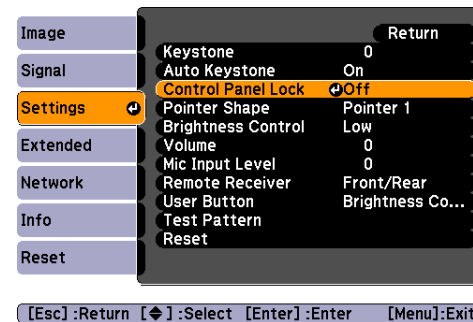 Image
Signal
Settings
Extended
Network
Info
Reset
Return
Keystone 0
Auto Keystone On
Control Panel Lock Off
Pointer Shape Pointer 1
Brightness Control Low
Volume 0
Mic Input Level 0
Remote Receiver Front/Rear
User Button Brightness Co...
Test Pattern
Reset
[Esc] :Return [◆] :Select [Enter] :Enter [Menu]:Exit